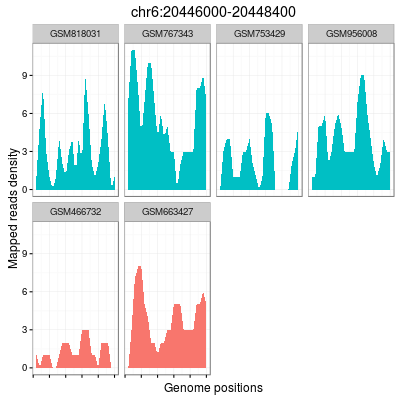 chr6:20446000-20448400
GSM818031 GSM767343 GSM753429 GSM956008
9
6
3
0
GSM466732 GSM663427
9
6
3
0
Mapped reads density
Genome positions